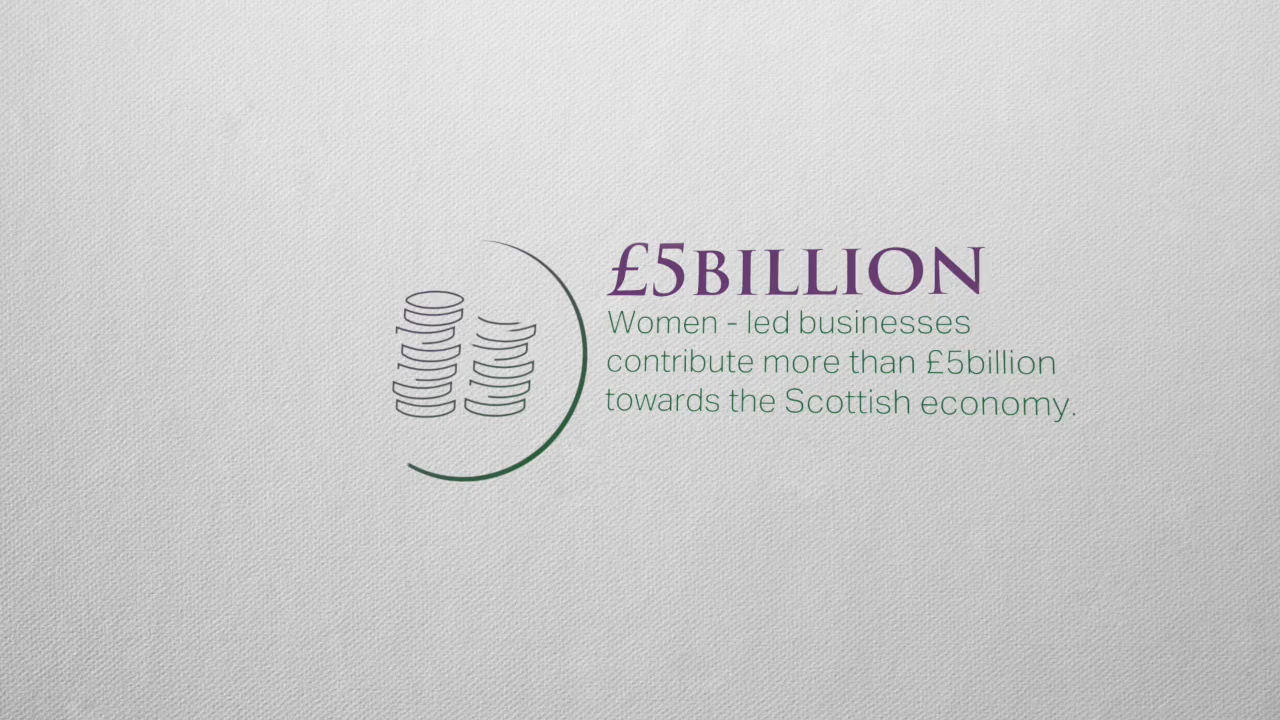 £5BILLION
Women - led businesses
contribute more than £5billion
towards the Scottish economy.